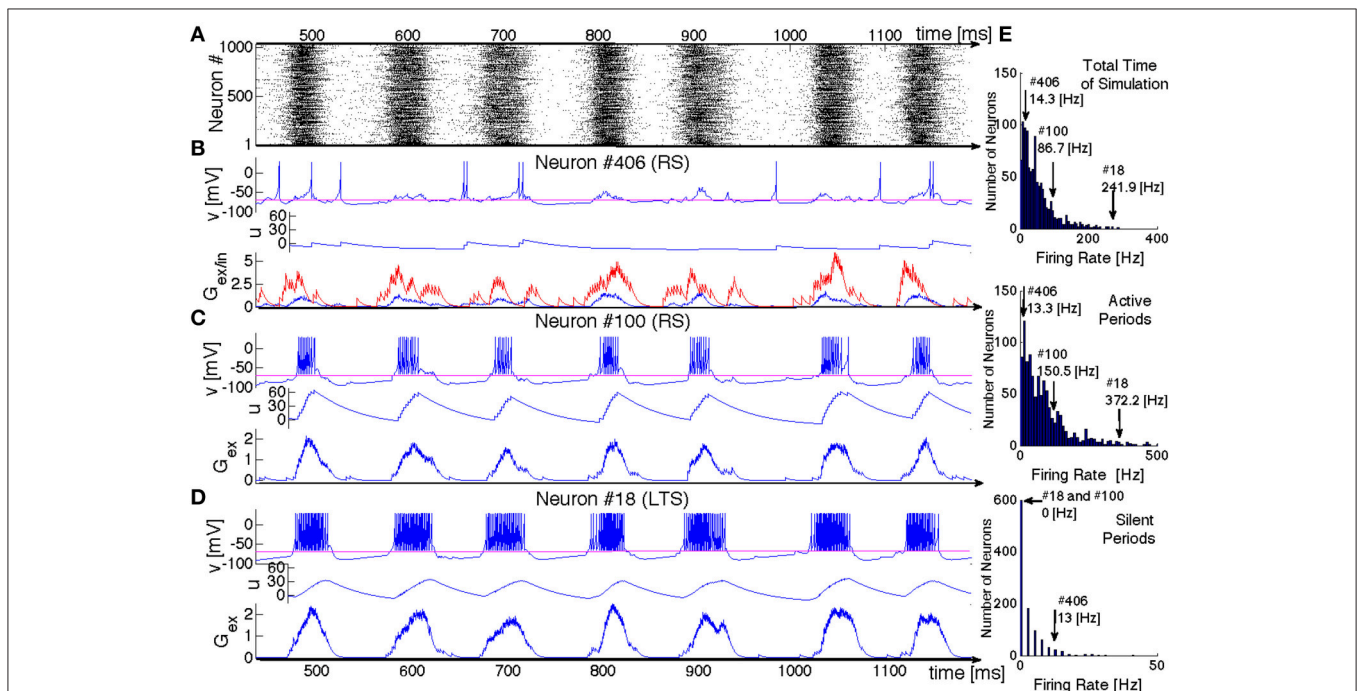 A
500 600 700 800 900 1000 1100 time [ms]
Neuron #
1000
500
1
B
Neuron #406 (RS)
v [mV]
0
-50
-100
u
60
30
0
G ex/in
5
2.5
0
C
Neuron #100 (RS)
v [mV]
0
-50
-100
u
60
30
0
G ex
2
1
0
D
Neuron #18 (LTS)
v [mV]
0
-50
-100
u
60
30
0
G ex
2
1
0
500 600 700 800 900 1000 1100 time [ms]
E
Total Time
of Simulation
Number of Neurons
150
100
50
0
#406
14.3 [Hz]
#100
86.7 [Hz]
#18
241.9 [Hz]
0 200 400
Firing Rate [Hz]
Active
Periods
Number of Neurons
150
100
50
0
#406
13.3 [Hz]
#100
150.5 [Hz]
#18
372.2 [Hz]
0 500
Firing Rate [Hz]
Silent
Periods
Number of Neurons
600
400
200
0
#18 and #100
0 [Hz]
#406
13 [Hz]
0 50
Firing Rate [Hz]